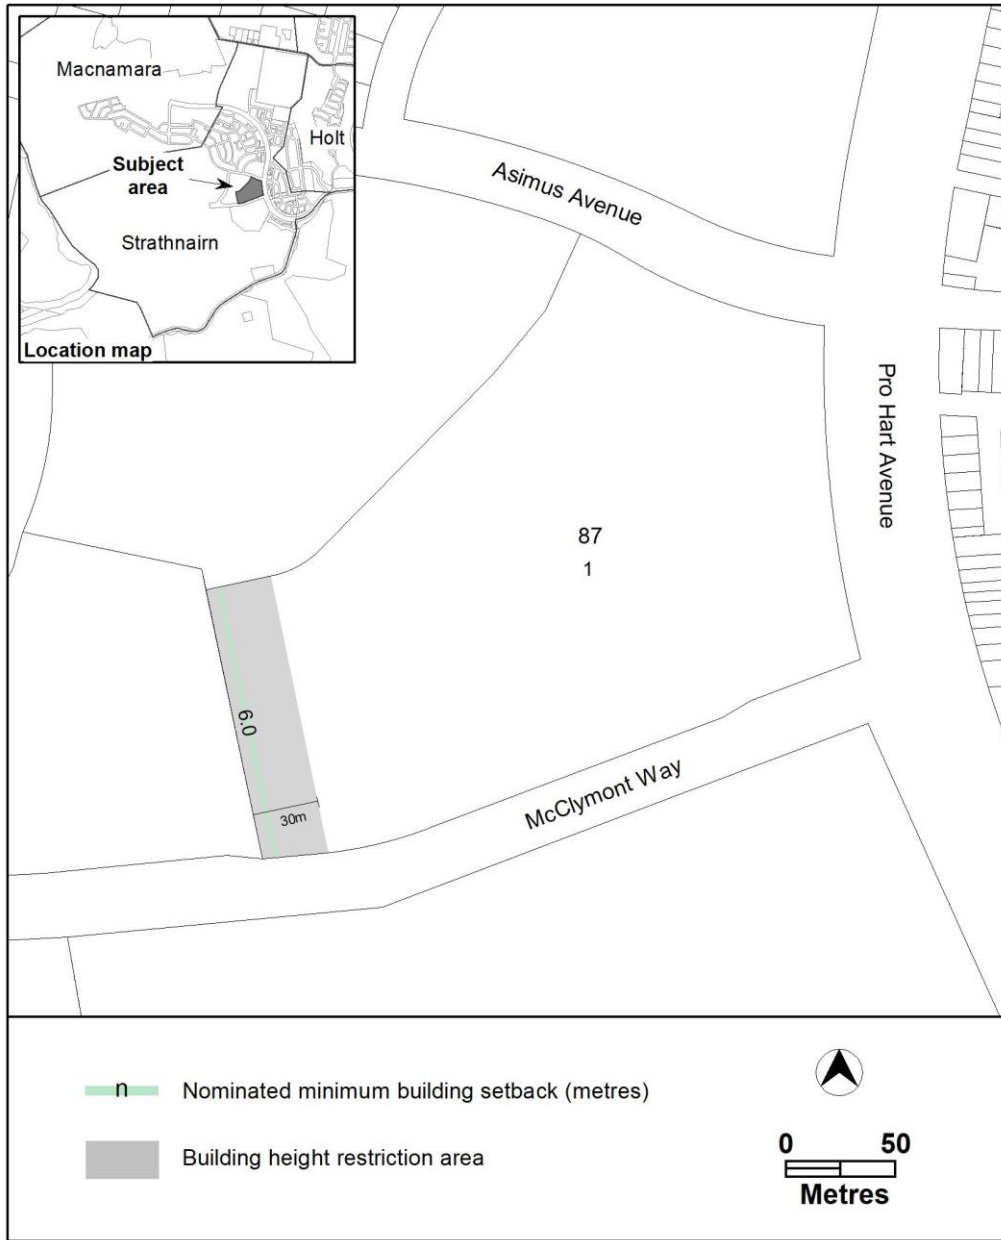 Macnamara
Holt
Subject
area
Strathnairn
Location map
Asimus Avenue
Pro Hart Avenue
87
1
6.0
30m
McClymont Way
n Nominated minimum building setback (metres)
Building height restriction area
0 50
Metres